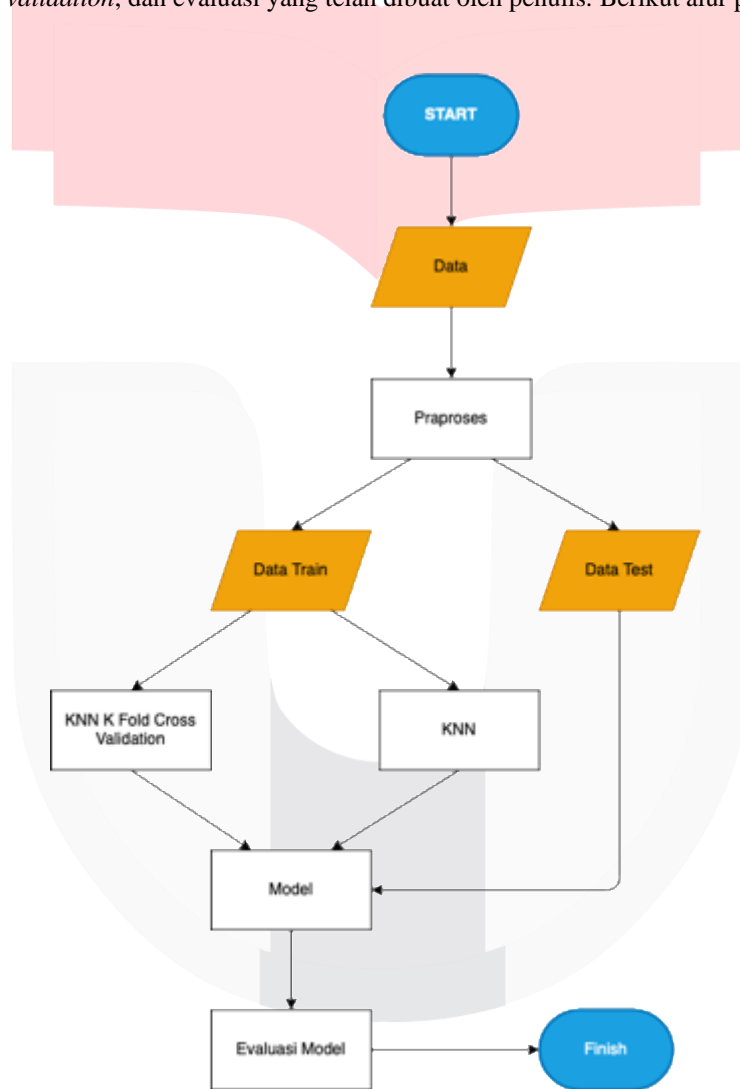 validation, dan evaluasi yang telah dibuat oleh penulis. Berikut alur p
START
Data
Praproses
Data Train
Data Test
KNN K Fold Cross
Validation
KNN
Model
Evaluasi Model
Finish